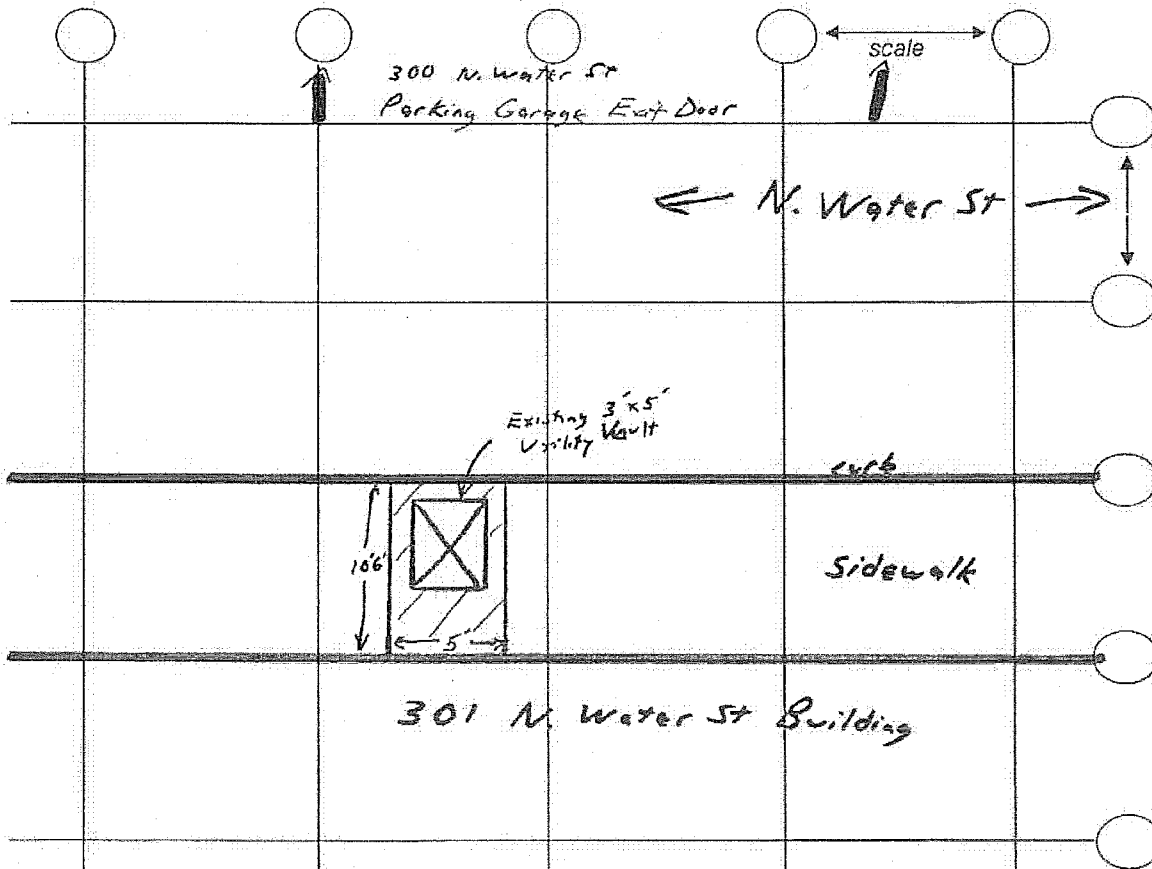 scale
300 N. Water St
Parking Garage Exit Door
N. Water St
Existing 3'x5'
Utility Vault
curb
10'6"
Sidewalk
5'
301 N. Water St Building